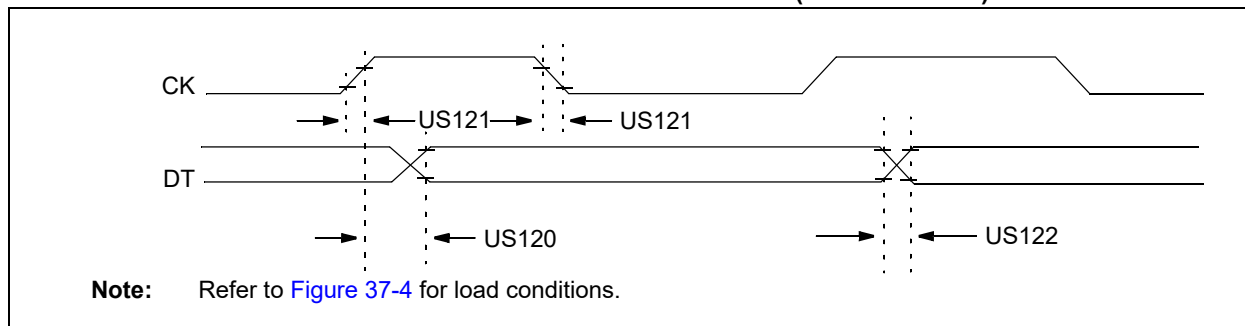 CK
US121
US121
DT
US120
US122
Note: Refer to Figure 37-4 for load conditions.